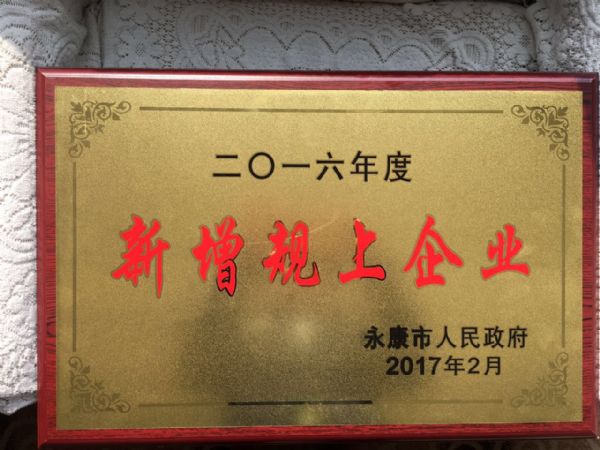 二〇一六年度
新增规上企业
永康市人民政府
2017年2月